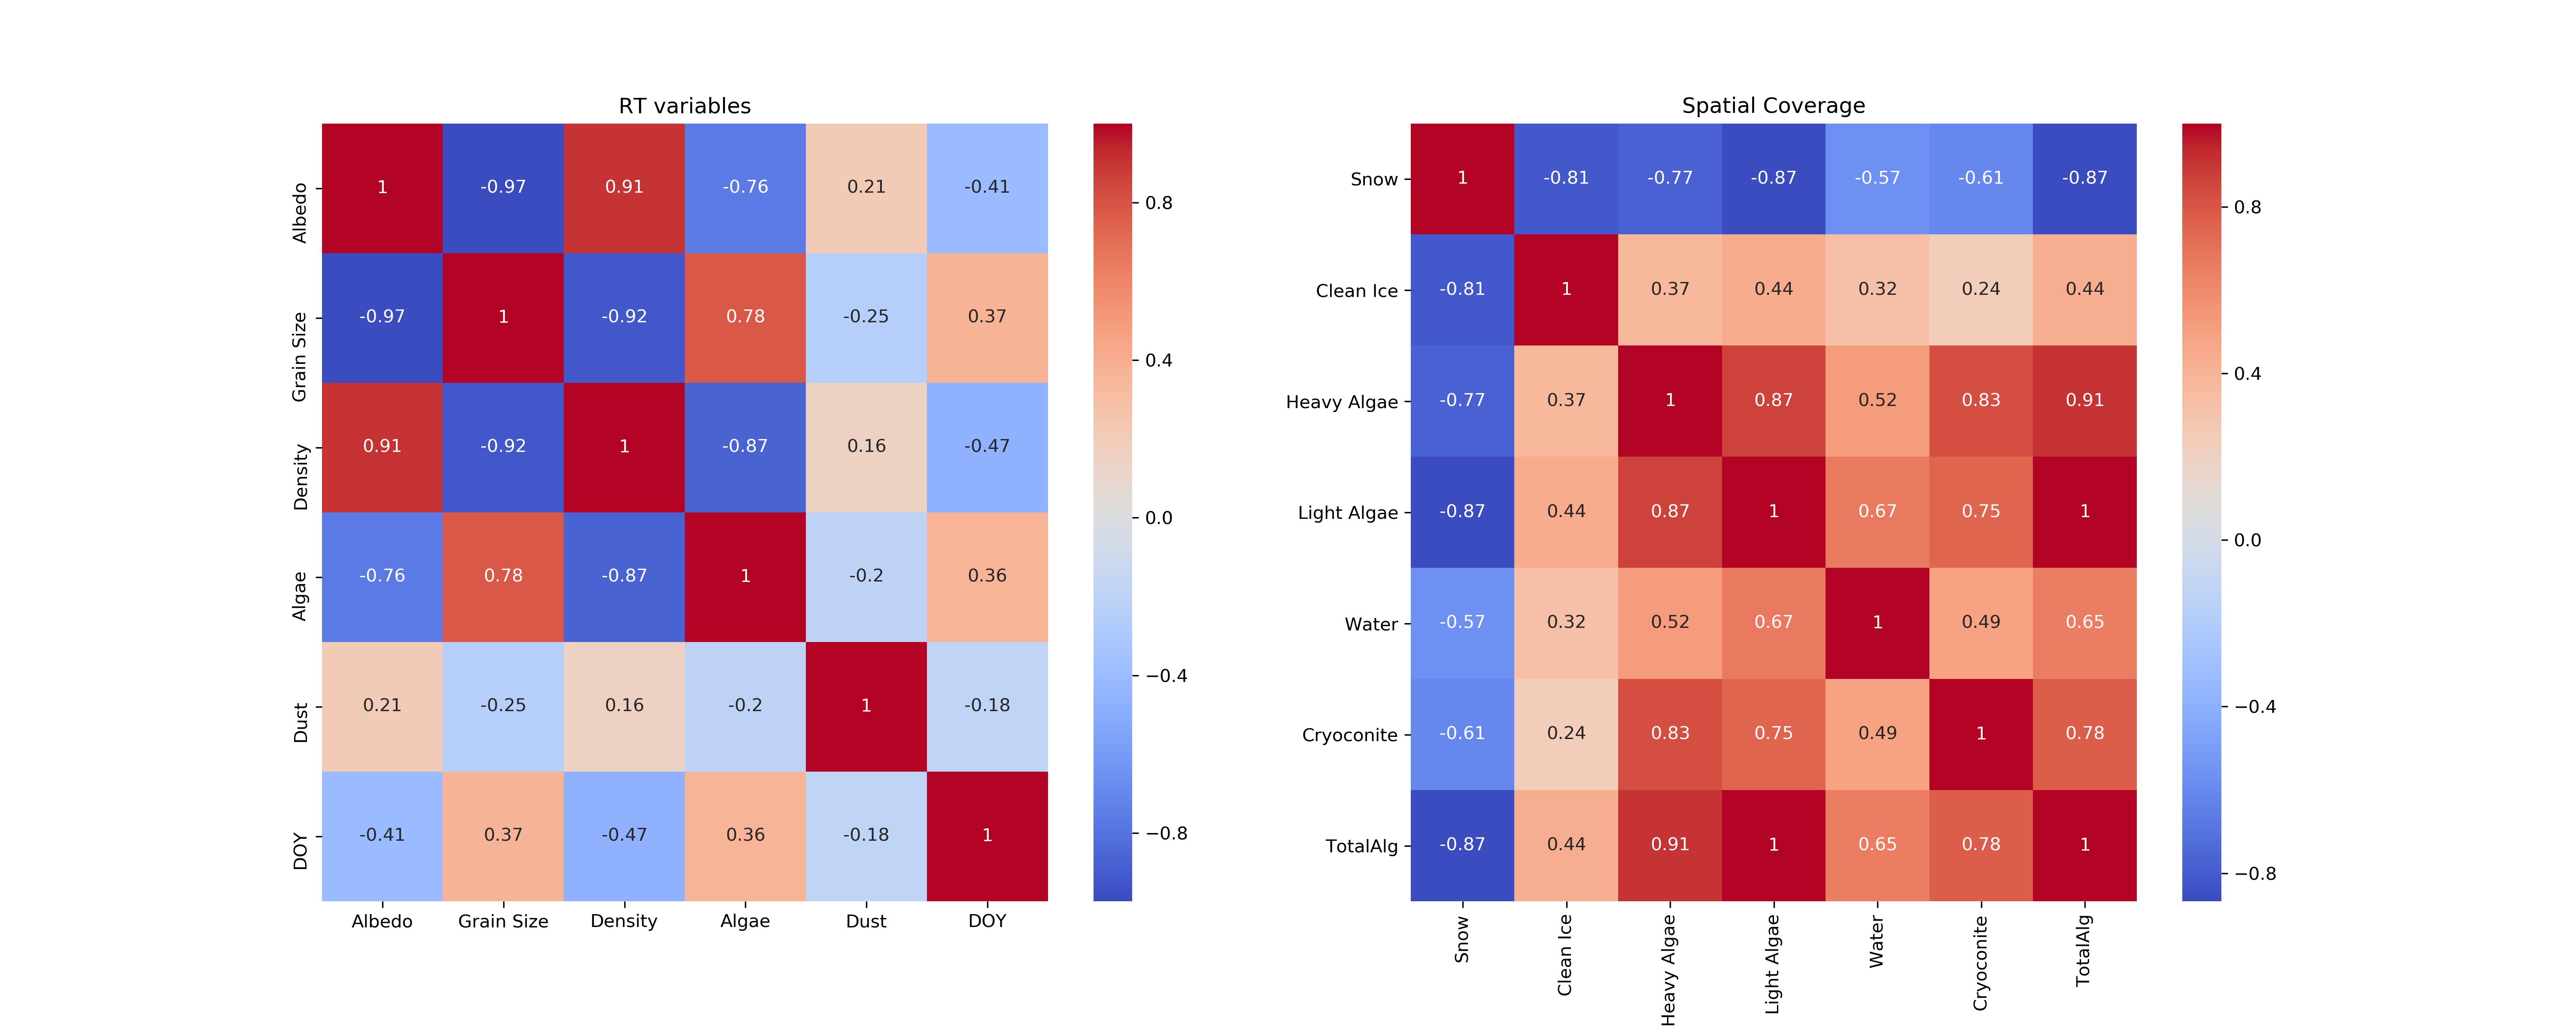 RT variables
Albedo 1 -0.97 0.91 -0.76 0.21 -0.41
Grain Size -0.97 1 -0.92 0.78 -0.25 0.37
Density 0.91 -0.92 1 -0.87 0.16 -0.47
Algae -0.76 0.78 -0.87 1 -0.2 0.36
Dust 0.21 -0.25 0.16 -0.2 1 -0.18
DOY -0.41 0.37 -0.47 0.36 -0.18 1
Albedo Grain Size Density Algae Dust DOY
0.8
0.4
0.0
−0.4
−0.8
Spatial Coverage
Snow 1 -0.81 -0.77 -0.87 -0.57 -0.61 -0.87
Clean Ice -0.81 1 0.37 0.44 0.32 0.24 0.44
Heavy Algae -0.77 0.37 1 0.87 0.52 0.83 0.91
Light Algae -0.87 0.44 0.87 1 0.67 0.75 1
Water -0.57 0.32 0.52 0.67 1 0.49 0.65
Cryoconite -0.61 0.24 0.83 0.75 0.49 1 0.78
TotalAlg -0.87 0.44 0.91 1 0.65 0.78 1
Snow Clean Ice Heavy Algae Light Algae Water Cryoconite TotalAlg
0.8
0.4
0.0
−0.4
−0.8